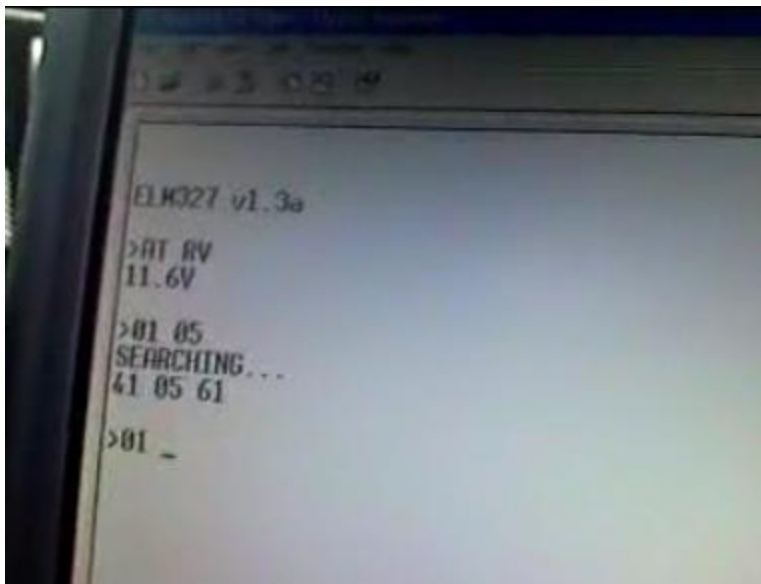 ELM327 v1.3a
>AT RV
11.6V
>01 05
SEARCHING...
41 05 61
>01 _